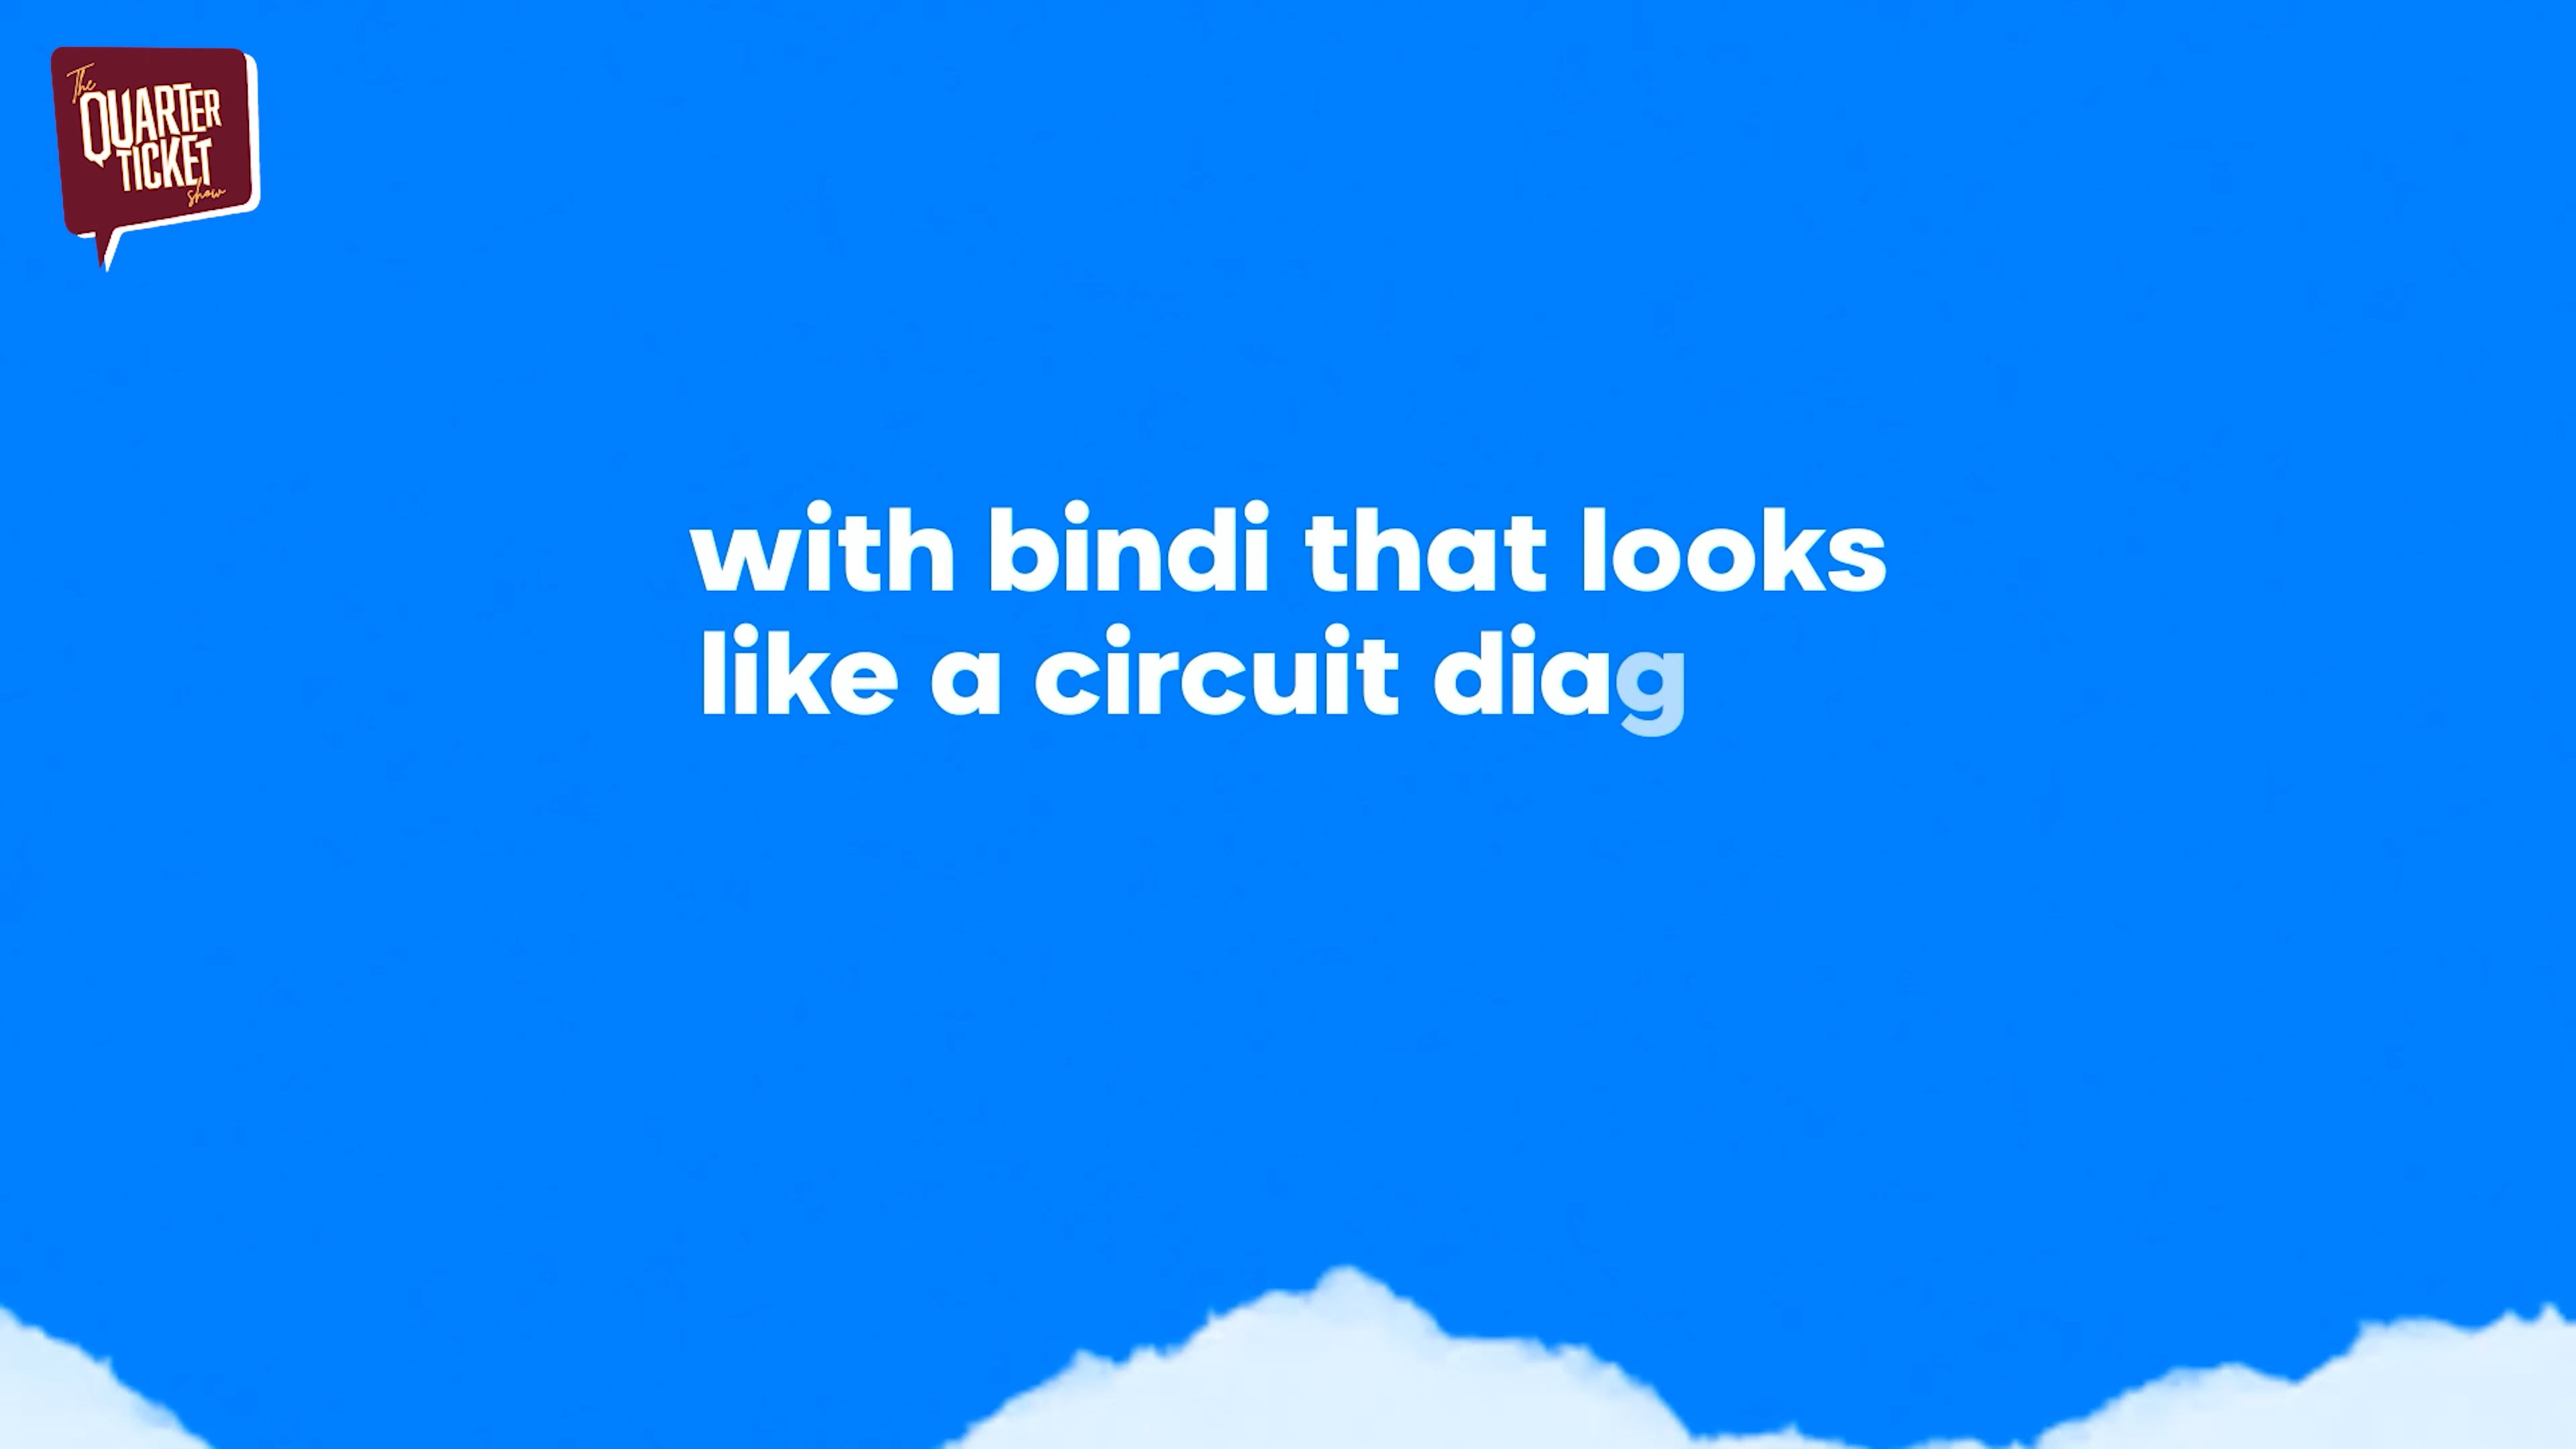 The
QUARTER
TICKET
show
with bindi that looks
like a circuit diag